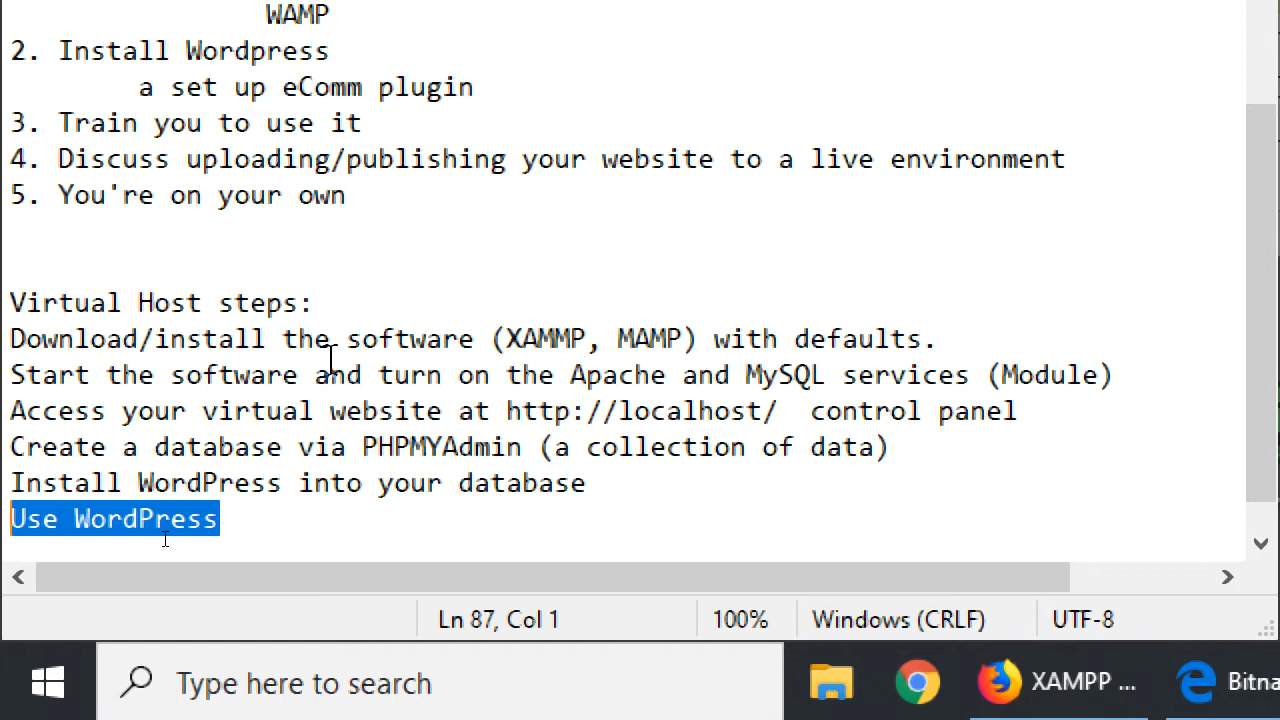 WAMP
2. Install Wordpress
a set up eComm plugin
3. Train you to use it
4. Discuss uploading/publishing your website to a live environment
5. You're on your own
Virtual Host steps:
Download/install the software (XAMMP, MAMP) with defaults.
Start the software and turn on the Apache and MySQL services (Module)
Access your virtual website at http://localhost/  control panel
Create a database via PHPMYAdmin (a collection of data)
Install WordPress into your database
Use WordPress
Ln 87, Col 1
100%
Windows (CRLF)
UTF-8
Type here to search
XAMPP ...
Bitna